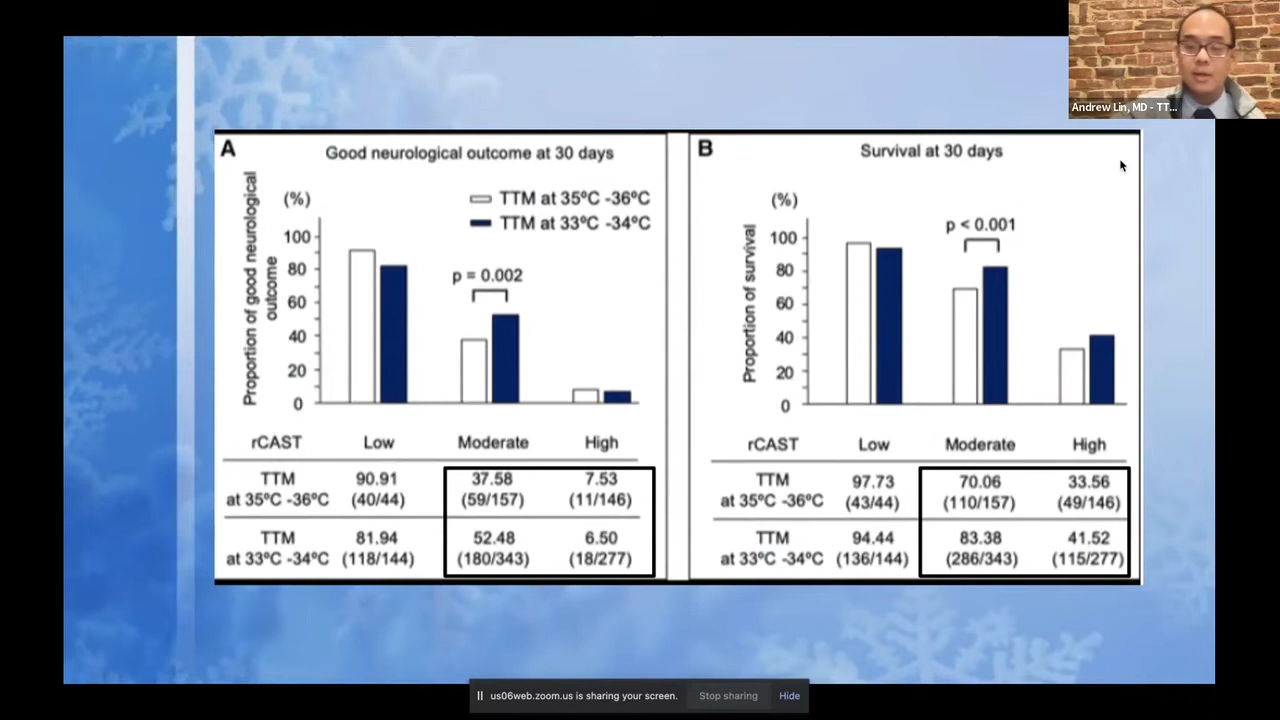 Andrew Lin, MD - TT...
A
Good neurological outcome at 30 days
Proportion of good neurological
outcome
(%)
TTM at 35ºC -36ºC
TTM at 33ºC -34ºC
100
80
60
40
20
0
p = 0.002
rCAST Low Moderate High
TTM
at 35ºC -36ºC
90.91
(40/44)
37.58
(59/157)
7.53
(11/146)
TTM
at 33ºC -34ºC
81.94
(118/144)
52.48
(180/343)
6.50
(18/277)
B
Survival at 30 days
Proportion of survival
(%)
100
80
60
40
20
0
p < 0.001
rCAST Low Moderate High
TTM
at 35ºC -36ºC
97.73
(43/44)
70.06
(110/157)
33.56
(49/146)
TTM
at 33ºC -34ºC
94.44
(136/144)
83.38
(286/343)
41.52
(115/277)
us06web.zoom.us is sharing your screen. Stop sharing Hide